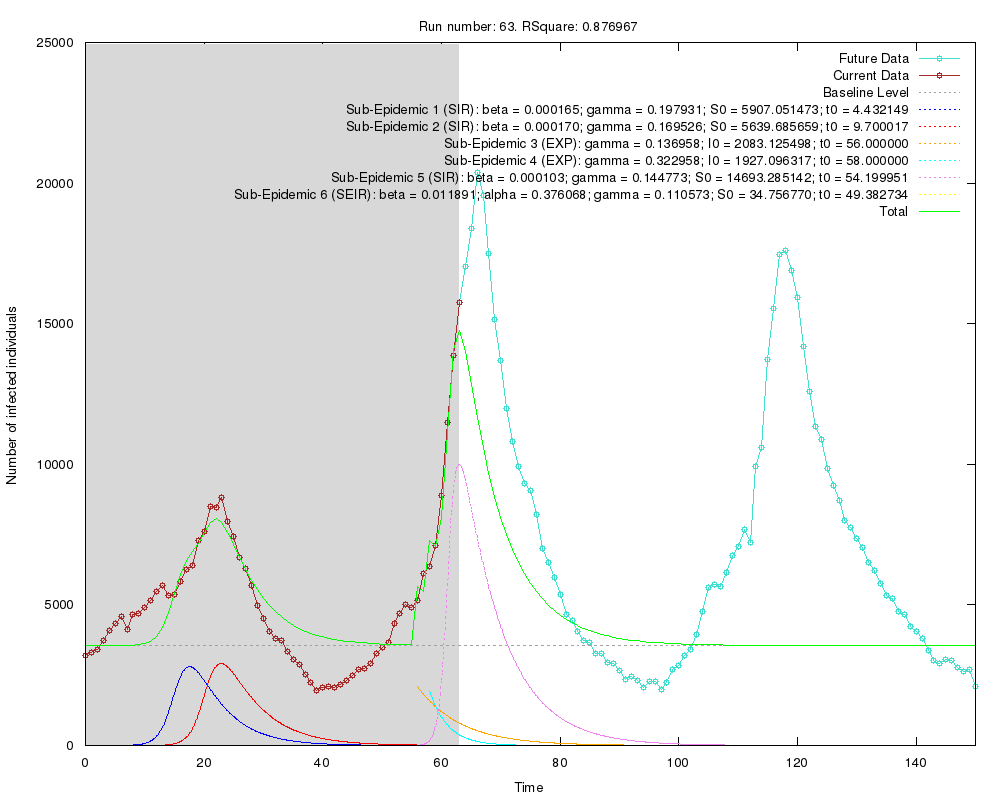 Run number: 63. RSquare: 0.876967
25000
20000
15000
10000
5000
0
Number of infected individuals
Future Data
Current Data
Baseline Level
Sub-Epidemic 1 (SIR): beta = 0.000165; gamma = 0.197931; S0 = 5907.051473; t0 = 4.432149
Sub-Epidemic 2 (SIR): beta = 0.000170; gamma = 0.169526; S0 = 5639.685659; t0 = 9.700017
Sub-Epidemic 3 (EXP): gamma = 0.136958; I0 = 2083.125498; t0 = 56.000000
Sub-Epidemic 4 (EXP): gamma = 0.322958; I0 = 1927.096317; t0 = 58.000000
Sub-Epidemic 5 (SIR): beta = 0.000103; gamma = 0.144773; S0 = 14693.285142; t0 = 54.199951
Sub-Epidemic 6 (SEIR): beta = 0.011891; alpha = 0.376068; gamma = 0.110573; S0 = 34.756770; t0 = 49.382734
Total
0 20 40 60 80 100 120 140
Time